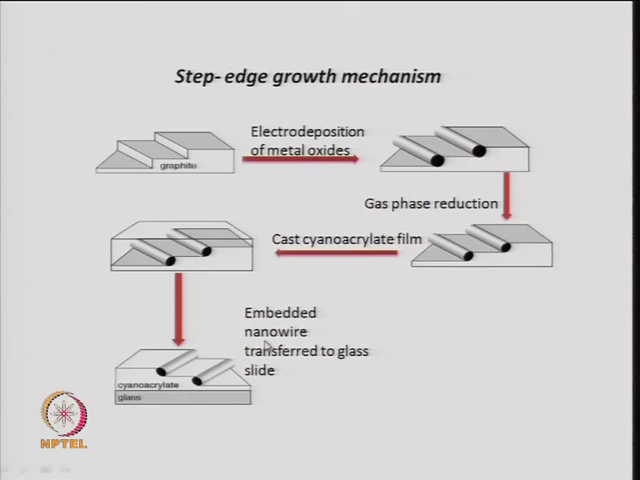 Step- edge growth mechanism
Electrodeposition
of metal oxides
graphite
Gas phase reduction
Cast cyanoacrylate film
Embedded
nanowire
transferred to glass
slide
cyanoacrylate
glass
NPTEL